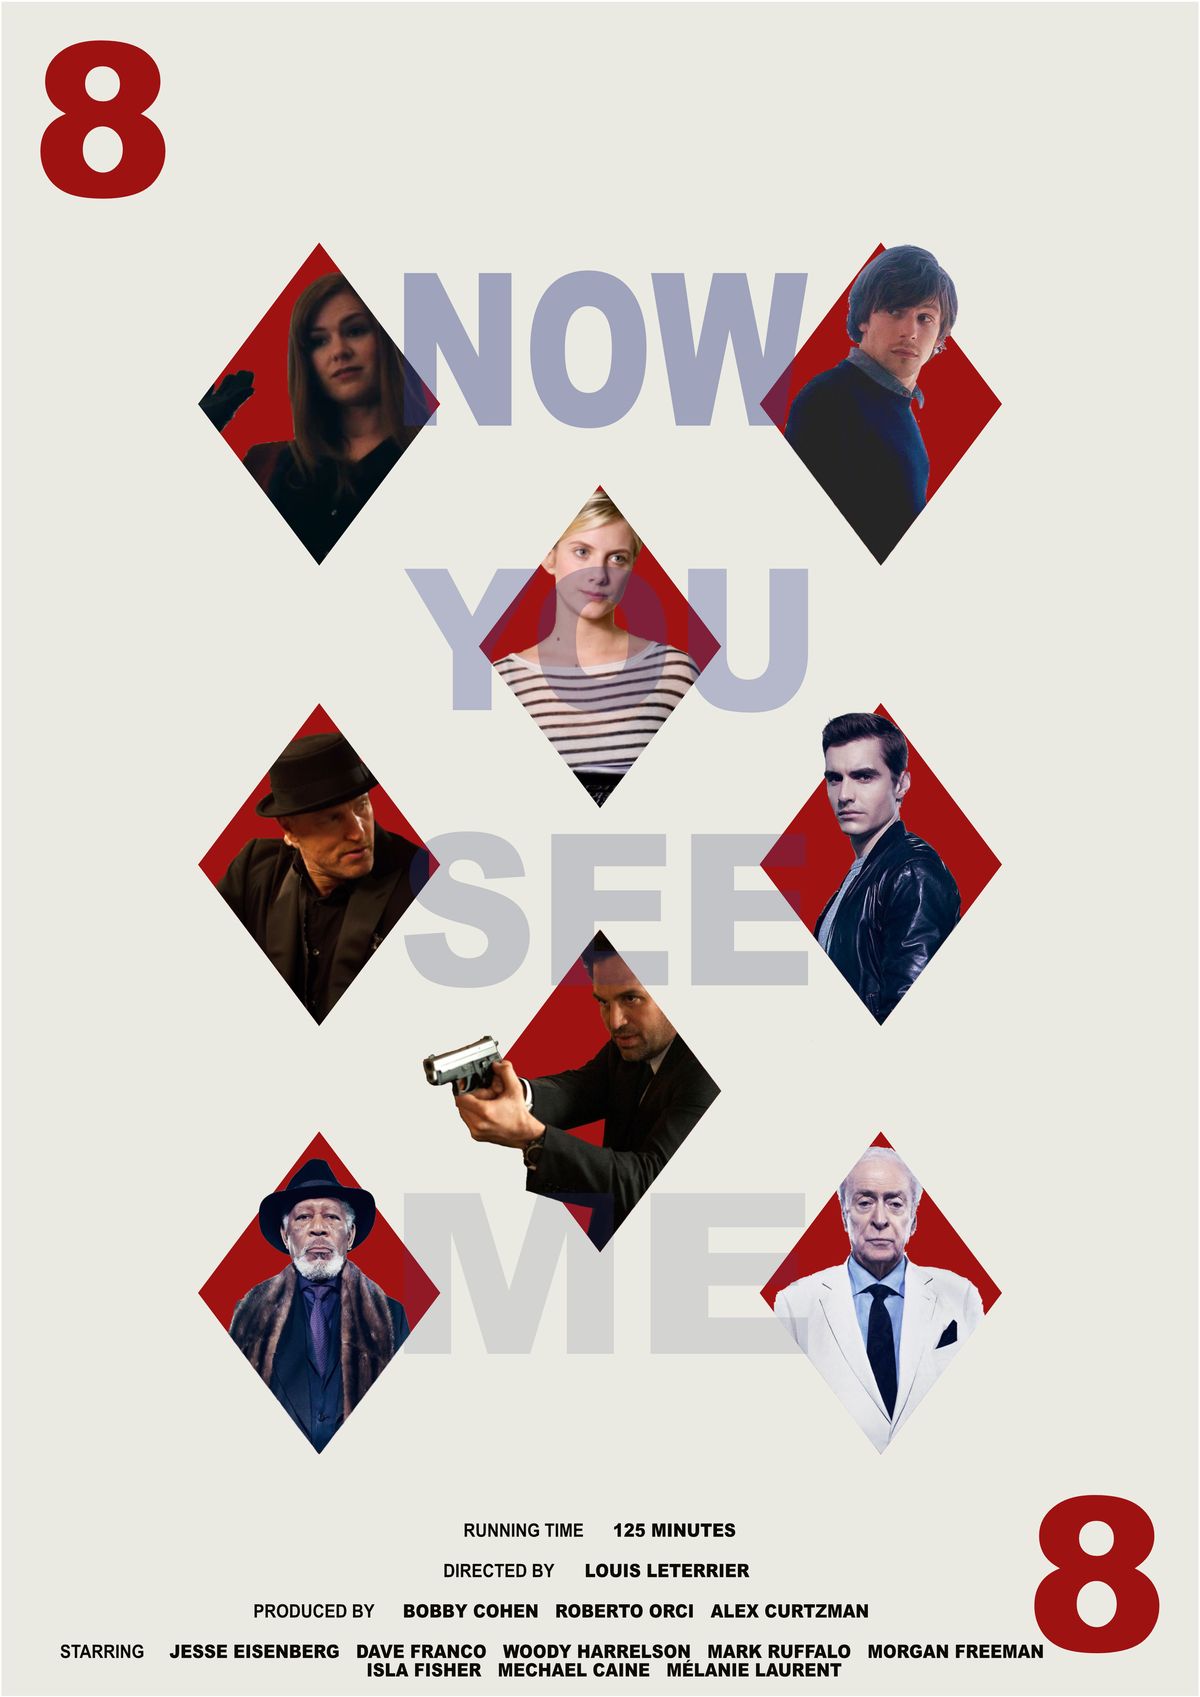 8
NOW
YOU
SEE
ME
RUNNING TIME 125 MINUTES
DIRECTED BY LOUIS LETERRIER
PRODUCED BY BOBBY COHEN ROBERTO ORCI ALEX CURTZMAN
STARRING JESSE EISENBERG DAVE FRANCO WOODY HARRELSON MARK RUFFALO MORGAN FREEMAN
ISLA FISHER MECHAEL CAINE MÉLANIE LAURENT
8